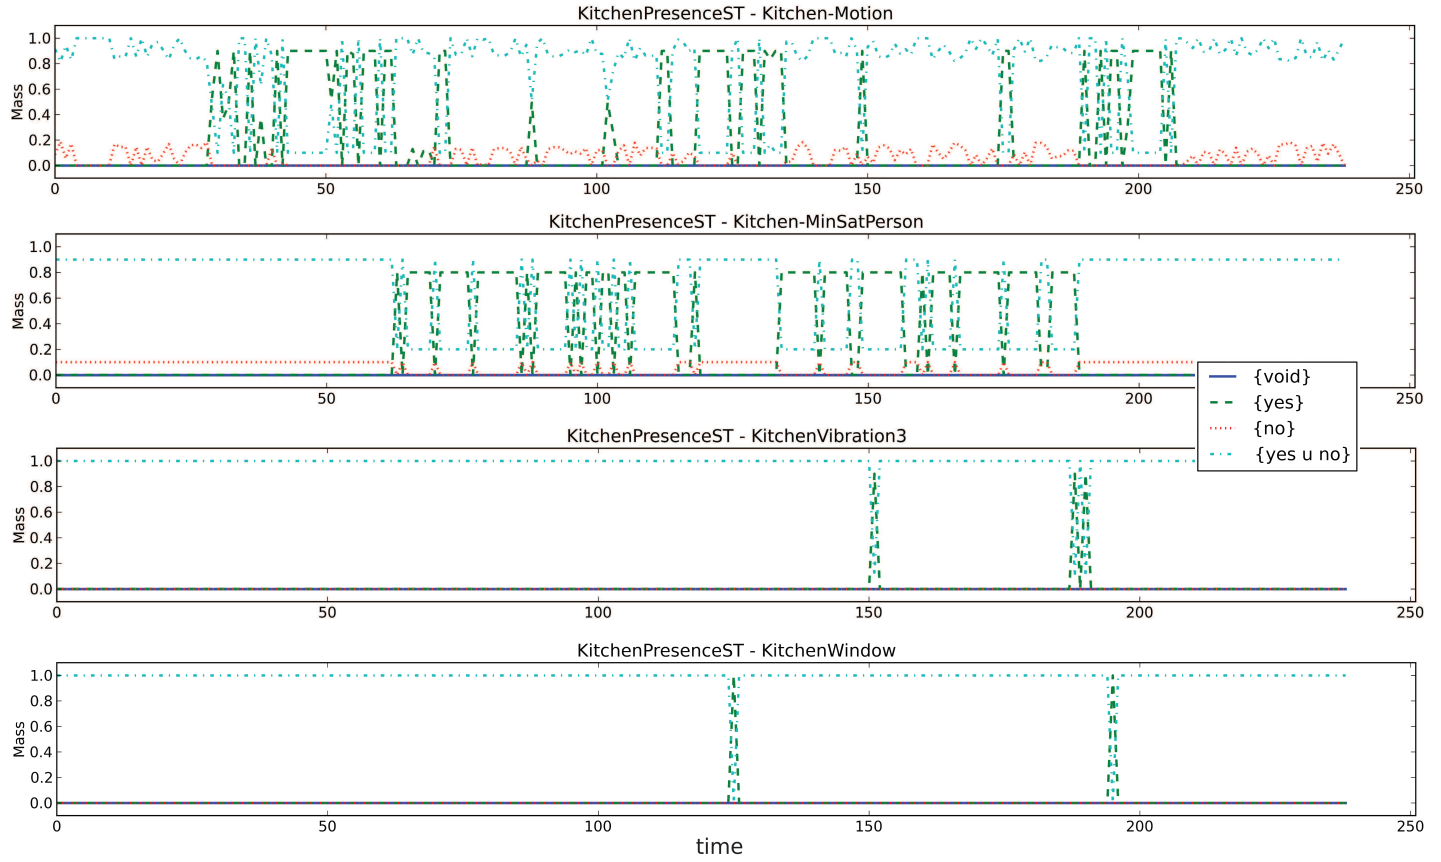 KitchenPresenceST - Kitchen-Motion
1.0
0.8
0.6
0.4
0.2
0.0
Mass
0 50 100 150 200 250
KitchenPresenceST - Kitchen-MinSatPerson
1.0
0.8
0.6
0.4
0.2
0.0
Mass
0 50 100 150 200 250
{void}
{yes}
{no}
{yes u no}
KitchenPresenceST - KitchenVibration3
1.0
0.8
0.6
0.4
0.2
0.0
Mass
0 50 100 150 200 250
KitchenPresenceST - KitchenWindow
1.0
0.8
0.6
0.4
0.2
0.0
Mass
0 50 100 150 200 250
time